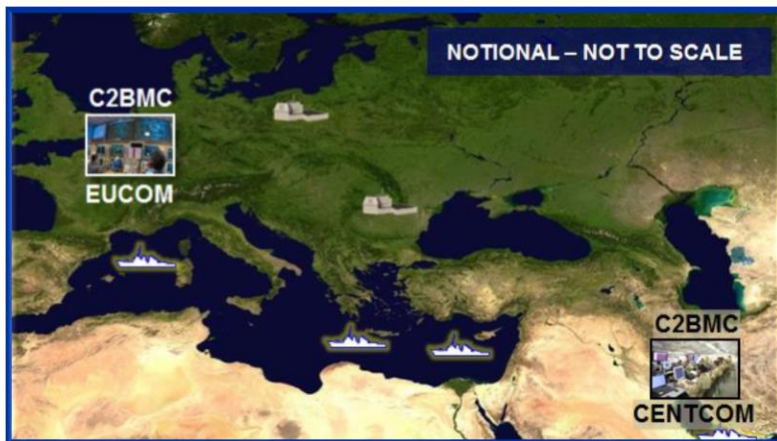 NOTIONAL – NOT TO SCALE
C2BMC
EUCOM
C2BMC
CENTCOM